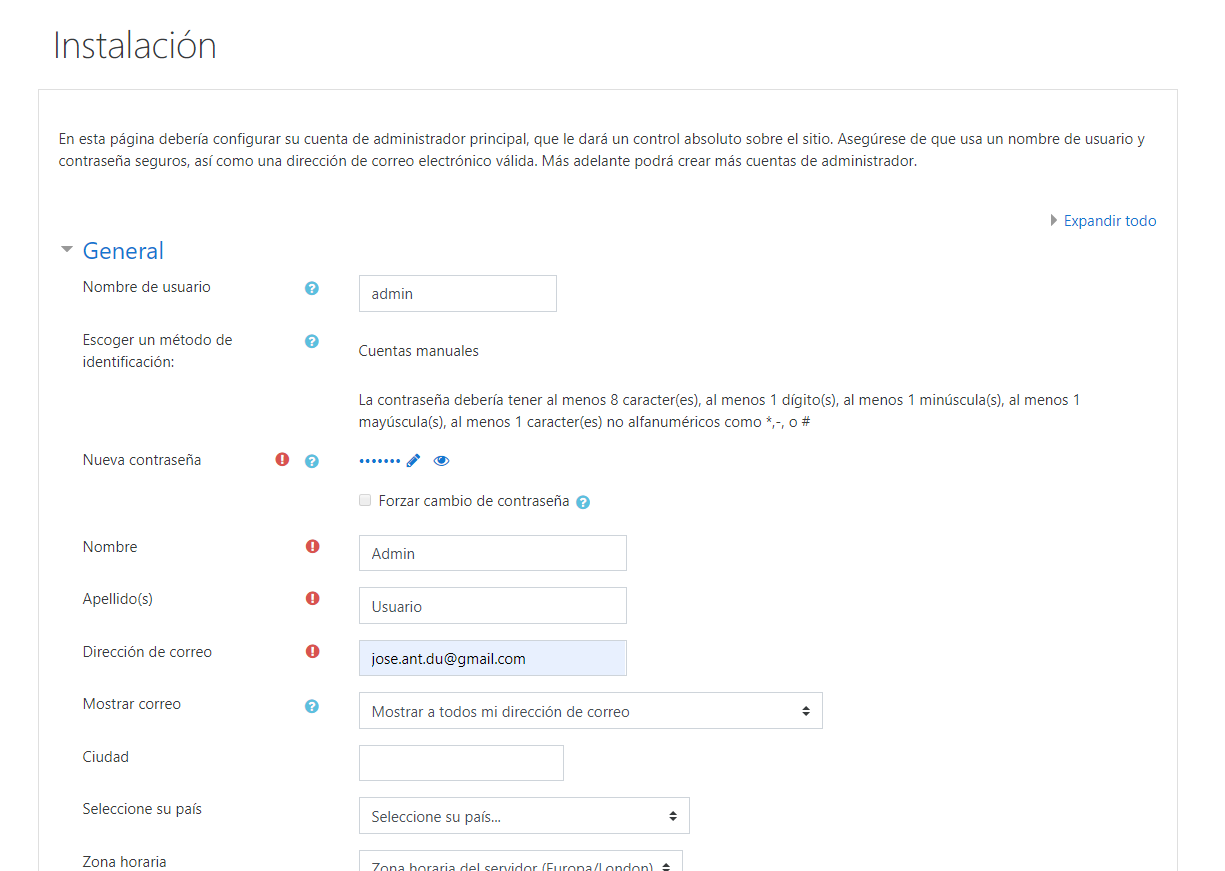 Instalación
En esta página debería configurar su cuenta de administrador principal, que le dará un control absoluto sobre el sitio. Asegúrese de que usa un nombre de usuario y
contraseña seguros, así como una dirección de correo electrónico válida. Más adelante podrá crear más cuentas de administrador.
Expandir todo
General
Nombre de usuario
admin
Escoger un método de
identificación:
Cuentas manuales
La contraseña debería tener al menos 8 caracter(es), al menos 1 dígito(s), al menos 1 minúscula(s), al menos 1
mayúscula(s), al menos 1 caracter(es) no alfanuméricos como *,-, o #
Nueva contraseña
•••••••
Forzar cambio de contraseña
Nombre
Admin
Apellido(s)
Usuario
Dirección de correo
jose.ant.du@gmail.com
Mostrar correo
Mostrar a todos mi dirección de correo
Ciudad
Seleccione su país
Seleccione su país...
Zona horaria
Zona horaria del servidor (Europa/London)